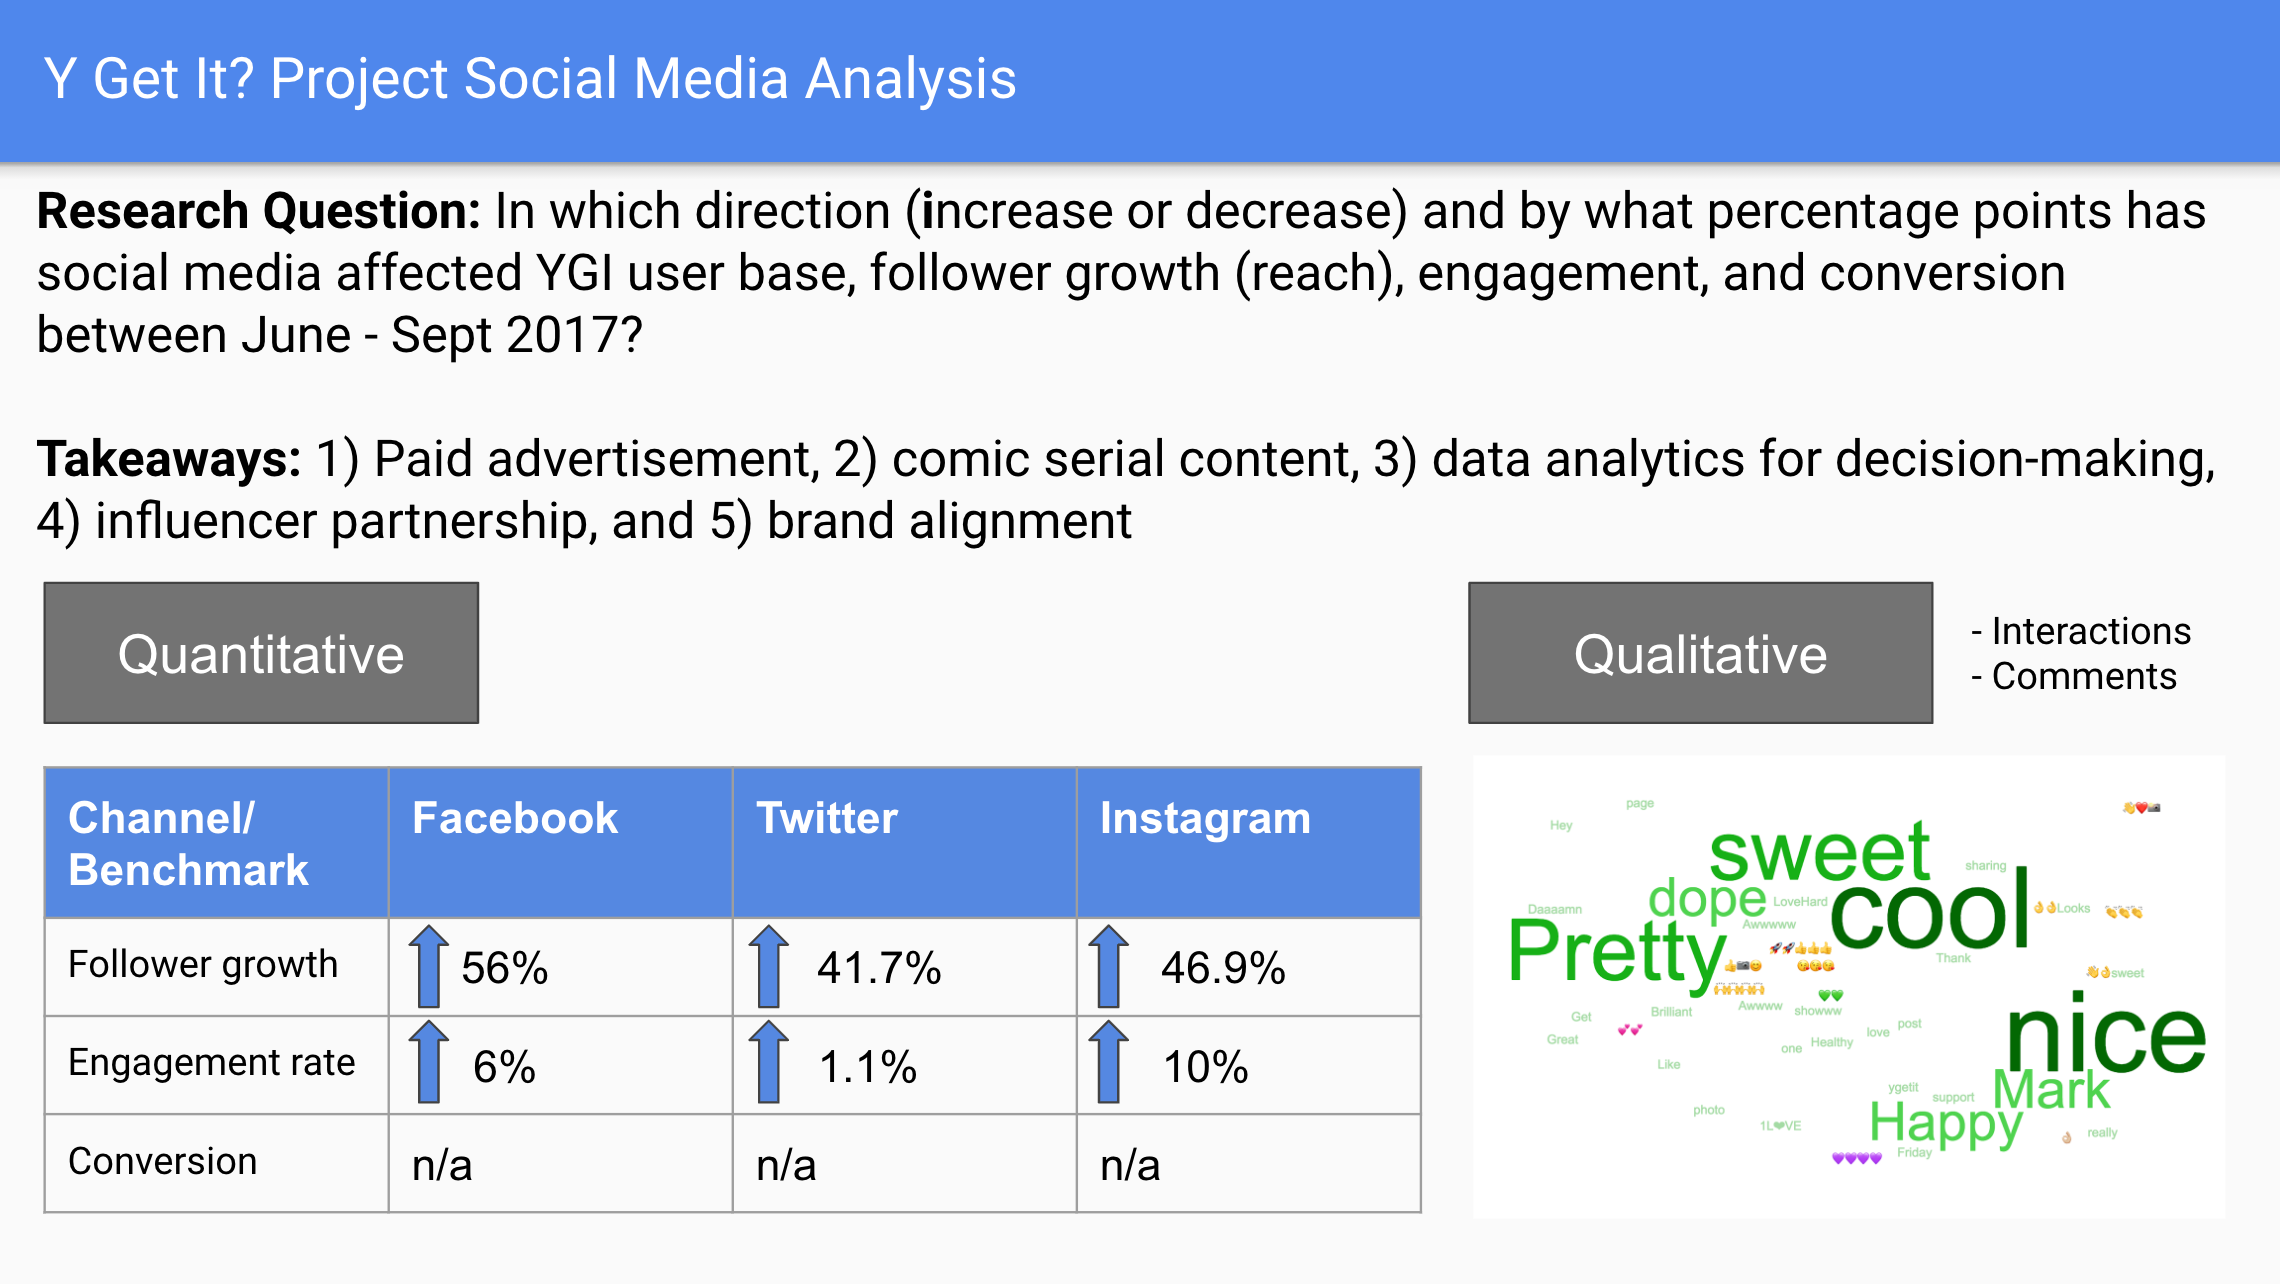 Y Get It? Project Social Media Analysis
Research Question: In which direction (increase or decrease) and by what percentage points has
social media affected YGI user base, follower growth (reach), engagement, and conversion
between June - Sept 2017?
Takeaways: 1) Paid advertisement, 2) comic serial content, 3) data analytics for decision-making,
4) influencer partnership, and 5) brand alignment
Quantitative
Qualitative
- Interactions
- Comments
Channel/
Benchmark
Facebook
Twitter
Instagram
Follower growth
56%
41.7%
46.9%
Engagement rate
6%
1.1%
10%
Conversion
n/a
n/a
n/a
page
👋❤️📷
Hey
sweet
sharing
dope
LoveHard
cool
Daaaamn
👌👌Looks
👏👏👏
Awwwww
Pretty
🚀🚀👍👍👍
Thank
👍📷😊
😘😘😘
👋👌sweet
🙌🙌🙌🙌
💚💚
nice
Awwww
showww
Brilliant
Get
💕💕
post
love
Great
Healthy
one
Like
Mark
ygetit
support
photo
Happy
1L❤VE
👌
really
Friday
💜💜💜💜